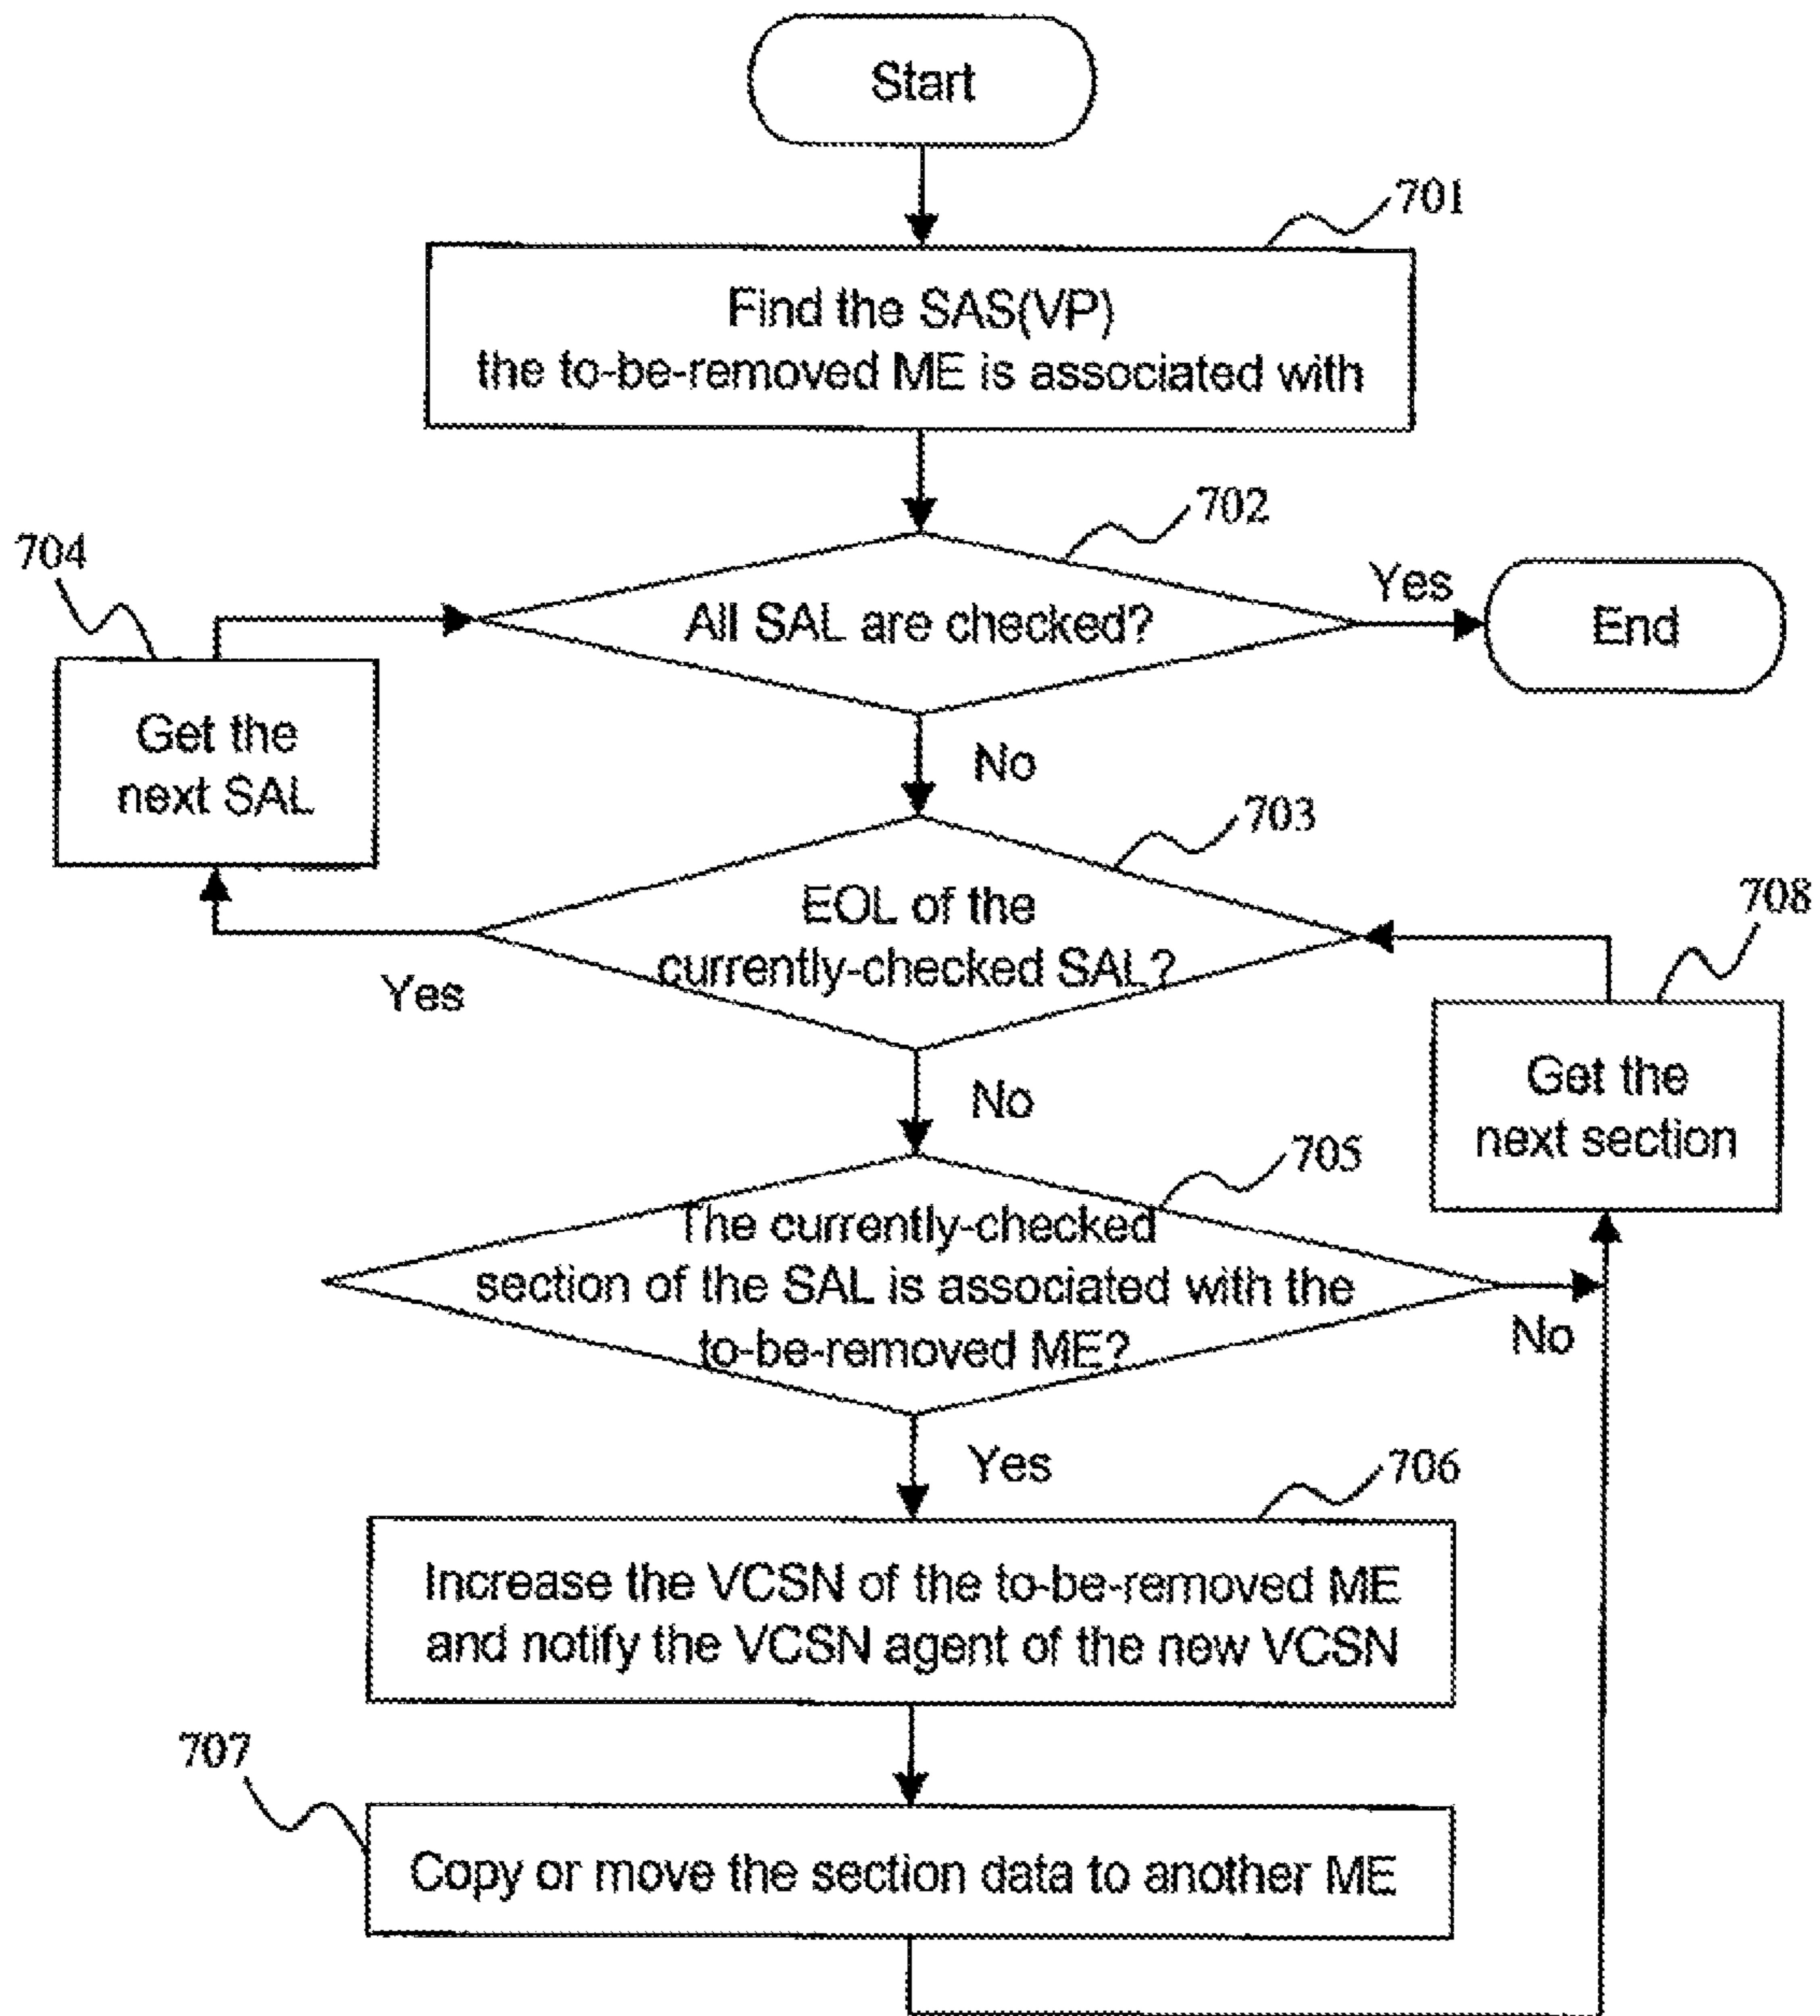 Start
701
Find the SAS(VP)
the to-be-removed ME is associated with
702
704
All SAL are checked?
Yes
End
Get the
next SAL
No
703
EOL of the
currently-checked SAL?
Yes
708
Get the
next section
No
705
The currently-checked
section of the SAL is associated with the
to-be-removed ME?
No
Yes
706
Increase the VCSN of the to-be-removed ME
and notify the VCSN agent of the new VCSN
707
Copy or move the section data to another ME